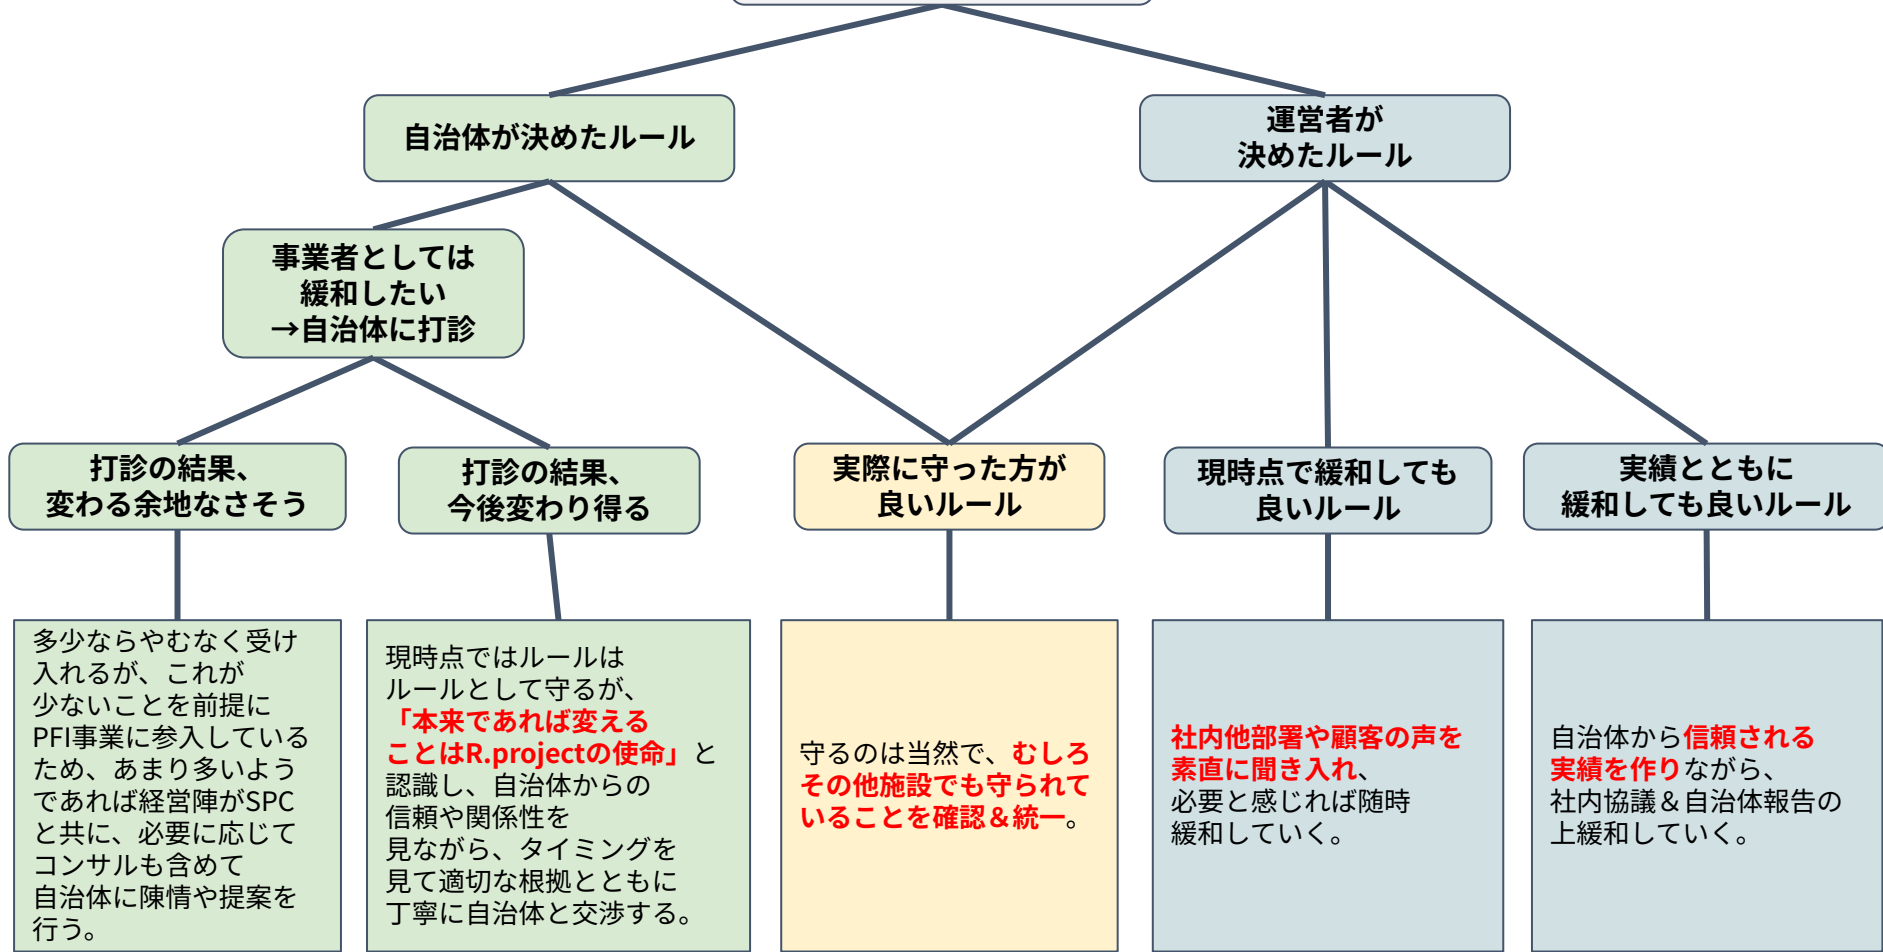 自治体が決めたルール
運営者が
決めたルール
事業者としては
緩和したい
→自治体に打診
打診の結果、
変わる余地なさそう
打診の結果、
今後変わり得る
実際に守った方が
良いルール
現時点で緩和しても
良いルール
実績とともに
緩和しても良いルール
多少ならやむなく受け
入れるが、これが
少ないことを前提に
PFI事業に参入している
ため、あまり多いよう
であれば経営陣がSPC
と共に、必要に応じて
コンサルも含めて
自治体に陳情や提案を
行う。
現時点ではルールは
ルールとして守るが、
「本来であれば変える
ことはR.projectの使命」と
認識し、自治体からの
信頼や関係性を
見ながら、タイミングを
見て適切な根拠とともに
丁寧に自治体と交渉する。
守るのは当然で、むしろ
その他施設でも守られて
いることを確認＆統一。
社内他部署や顧客の声を
素直に聞き入れ、
必要と感じれば随時
緩和していく。
自治体から信頼される
実績を作りながら、
社内協議＆自治体報告の
上緩和していく。